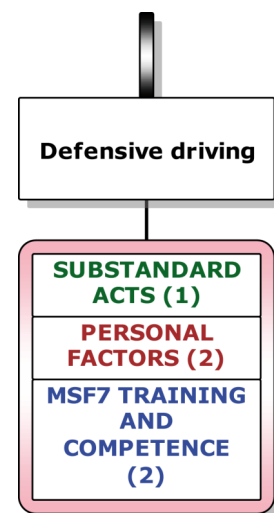 Defensive driving
SUBSTANDARD
ACTS (1)
PERSONAL
FACTORS (2)
MSF7 TRAINING
AND
COMPETENCE
(2)